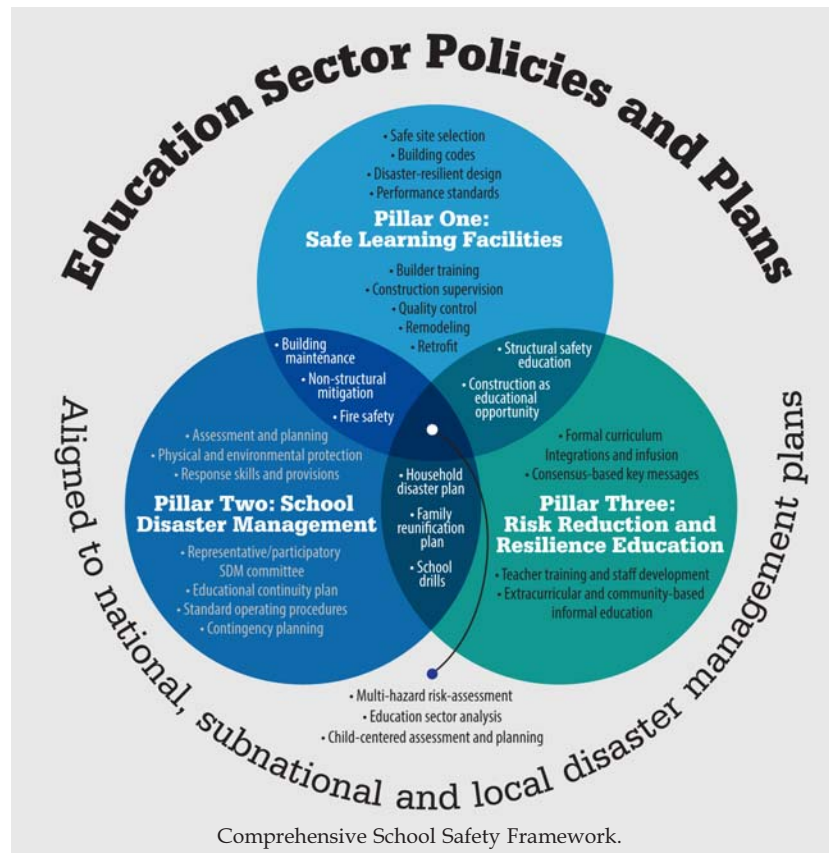 Education Sector Policies and Plans
• Safe site selection
• Building codes
• Disaster-resilient design
• Performance standards
Pillar One:
Safe Learning Facilities
• Builder training
• Construction supervision
• Quality control
• Remodeling
• Retrofit
• Building
maintenance
• Non-structural
mitigation
• Fire safety
• Structural safety
education
• Construction as
educational
opportunity
• Assessment and planning
• Physical and environmental protection
• Response skills and provisions
Pillar Two: School
Disaster Management
• Representative/participatory
SDM committee
• Educational continuity plan
• Standard operating procedures
• Contingency planning
• Household
disaster plan
• Family
reunification
plan
• School
drills
• Formal curriculum
Integrations and infusion
• Consensus-based key messages
Pillar Three:
Risk Reduction and
Resilience Education
• Teacher training and staff development
• Extracurricular and community-based
informal education
• Multi-hazard risk-assessment
• Education sector analysis
• Child-centered assessment and planning
Aligned to national, subnational and local disaster management plans
Comprehensive School Safety Framework.